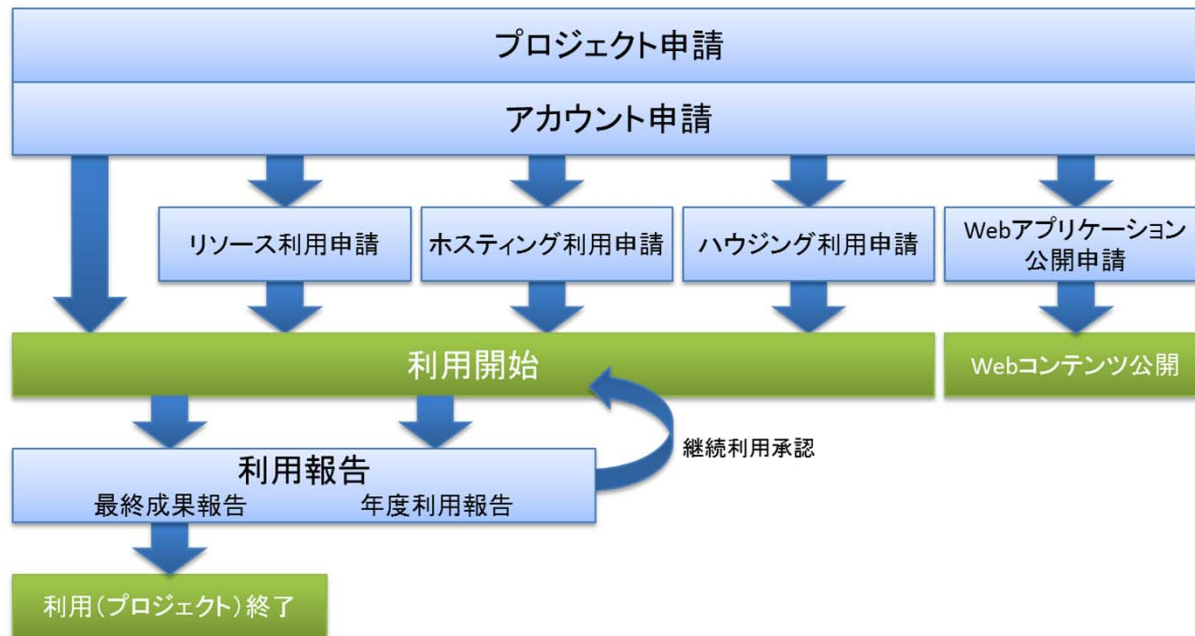 プロジェクト申請
アカウント申請
リソース利用申請
ホスティング利用申請
ハウジング利用申請
Webアプリケーション
公開申請
利用開始
Webコンテンツ公開
継続利用承認
利用報告
最終成果報告
年度利用報告
利用(プロジェクト)終了